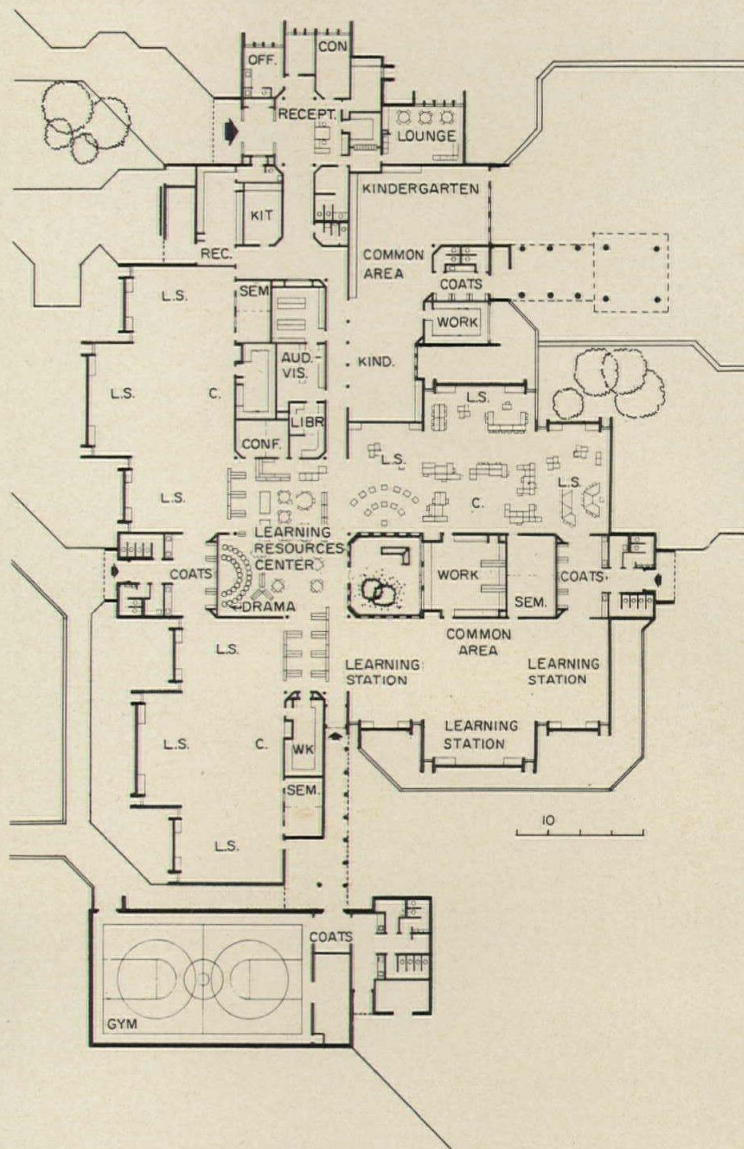 CON
OFF.
RECEPT.
LOUNGE
KINDERGARTEN
KIT
REC.
COMMON
AREA
COATS
WORK
L.S.
SEM
AUD.-
VIS.
KIND.
L.S.
C.
LIBR
L.S.
CONF.
L.S.
L.S.
L.S.
C.
LEARNING
RESOURCES
CENTER
DRAMA
COATS
WORK
SEM.
COATS
COMMON
AREA
L.S.
LEARNING
STATION
LEARNING
STATION
LEARNING
STATION
L.S.
C.
WK
SEM.
L.S.
10
COATS
GYM